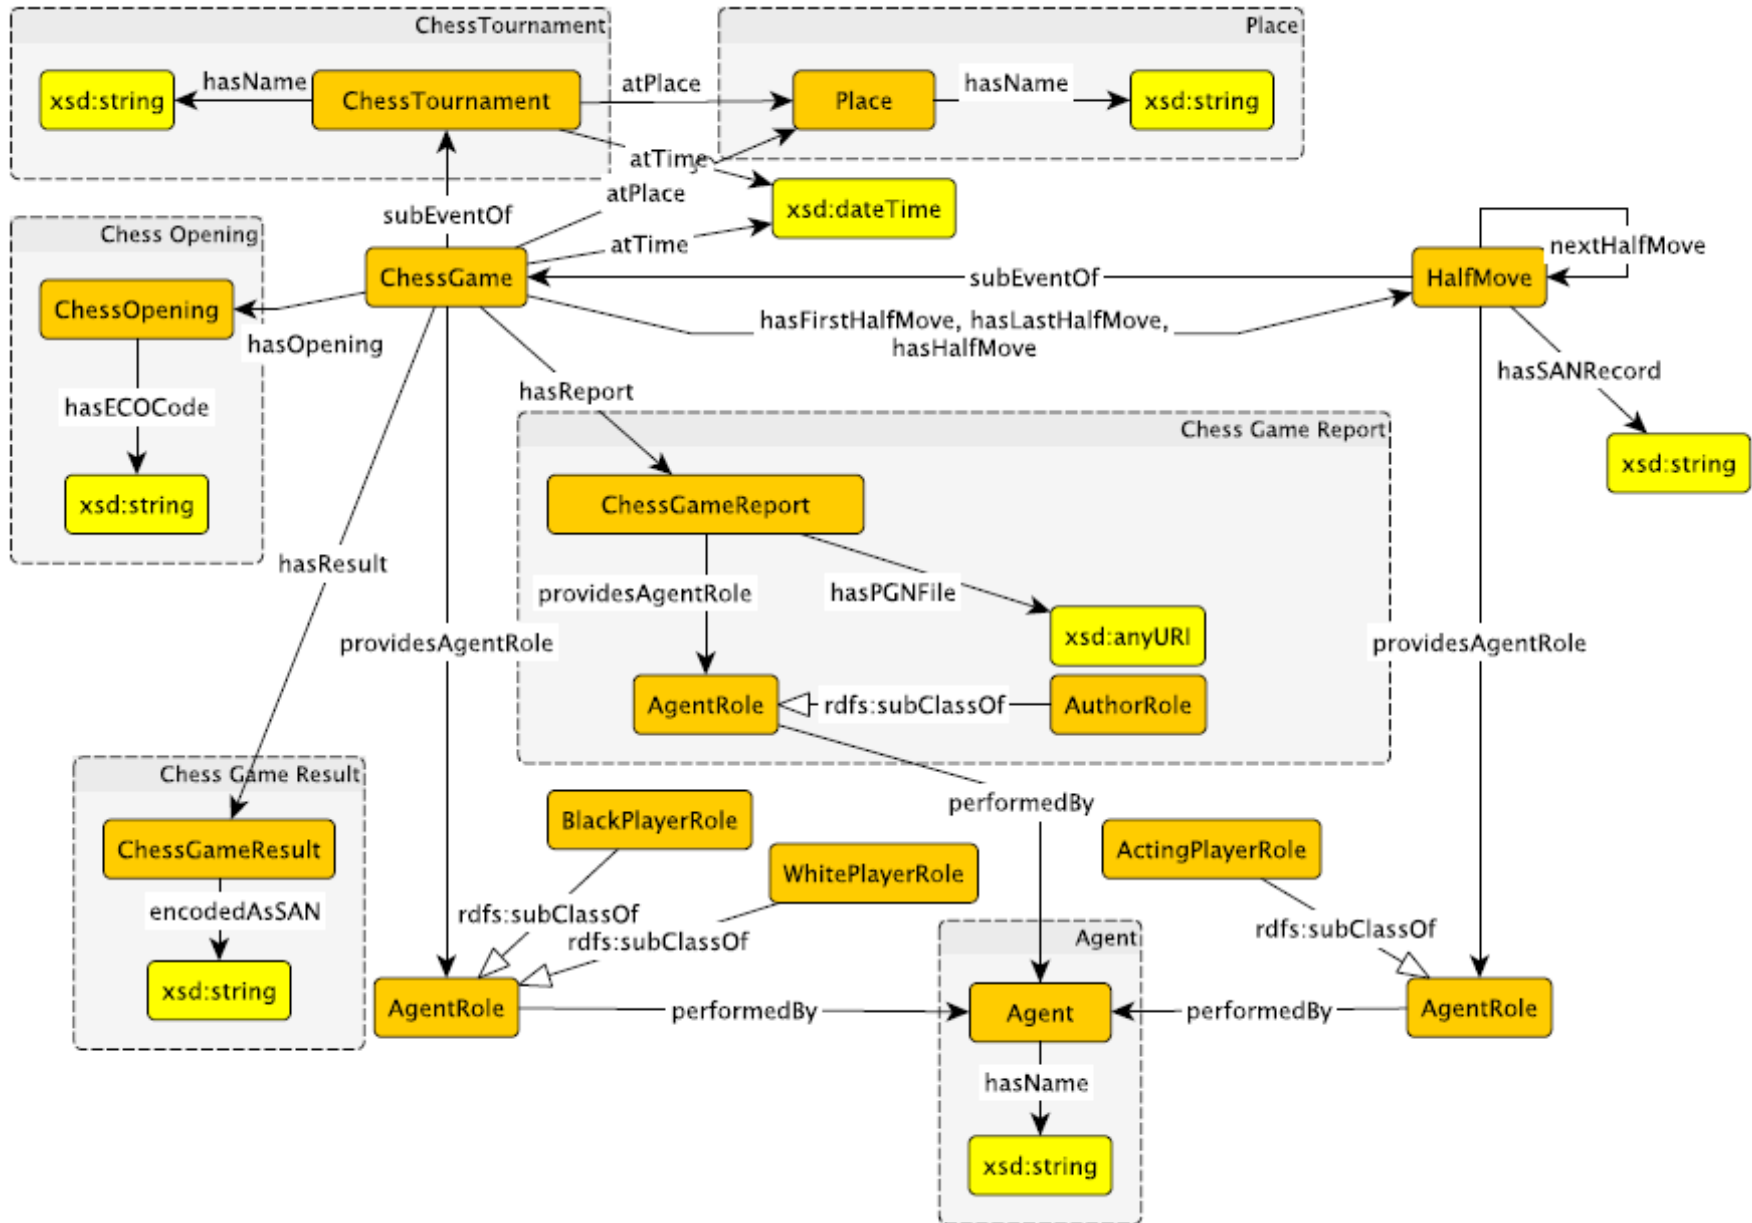 ChessTournament
Place
xsd:string
hasName
ChessTournament
atPlace
Place
hasName
xsd:string
atTime
atPlace
xsd:dateTime
subEventOf
atTime
Chess Opening
ChessOpening
ChessGame
subEventOf
HalfMove
nextHalfMove
hasOpening
hasFirstHalfMove, hasLastHalfMove,
hasHalfMove
hasECOCode
xsd:string
hasReport
hasSANRecord
xsd:string
Chess Game Report
ChessGameReport
hasResult
providesAgentRole
hasPGNFile
xsd:anyURI
providesAgentRole
providesAgentRole
AgentRole
rdfs:subClassOf
AuthorRole
Chess Game Result
ChessGameResult
encodedAsSAN
xsd:string
BlackPlayerRole
performedBy
WhitePlayerRole
ActingPlayerRole
rdfs:subClassOf
rdfs:subClassOf
rdfs:subClassOf
Agent
AgentRole
performedBy
Agent
performedBy
AgentRole
hasName
xsd:string